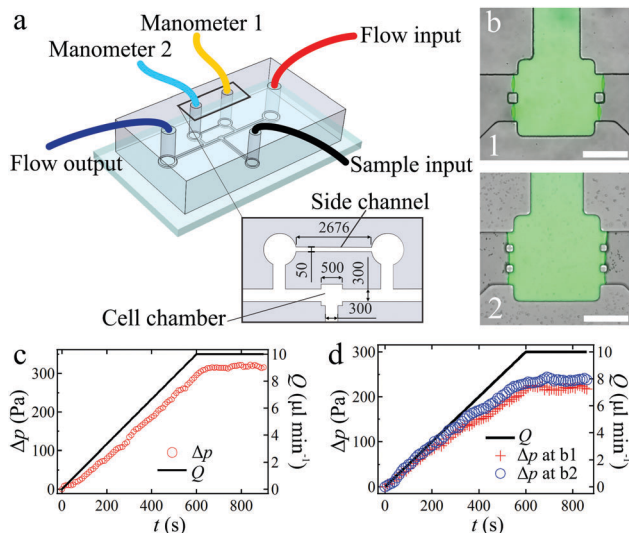 a
Manometer 1
Manometer 2
Flow input
Flow output
Sample input
Side channel
2676
50
500
300
300
Cell chamber
b
1
2
c
Δp (Pa)
300
200
100
0
Δp
Q
0 200 400 600 800
t (s)
10
8
6
4
2
0
Q (µl min⁻¹)
d
Δp (Pa)
300
200
100
0
Q
Δp at b1
Δp at b2
0 200 400 600 800
t (s)
10
8
6
4
2
0
Q (µl min⁻¹)